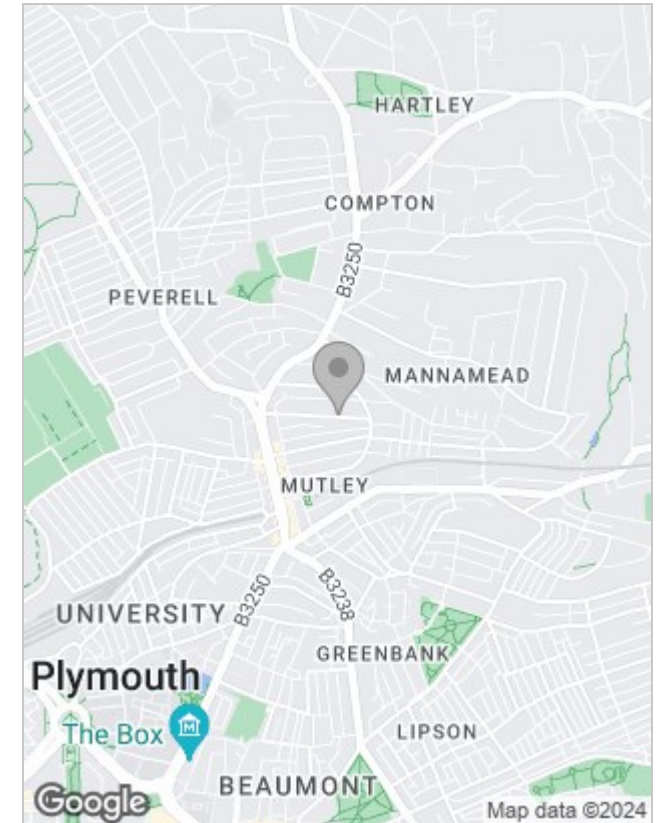 HARTLEY
COMPTON
B3250
PEVERELL
MANNAMEAD
MUTLEY
B3250
B3238
UNIVERSITY
GREENBANK
Plymouth
The Box
LIPSON
BEAUMONT
Google
Map data ©2024